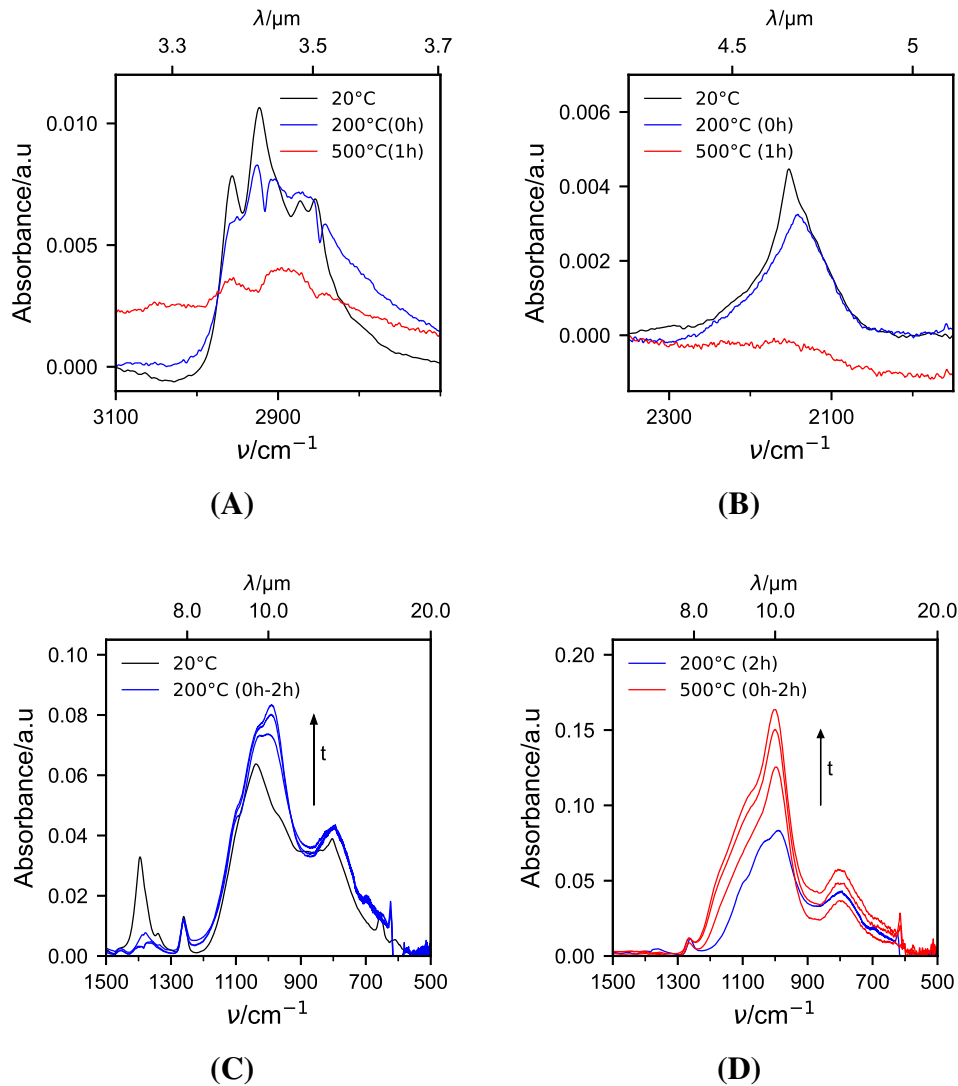 λ/μm
3.3 3.5 3.7
Absorbance/a.u
0.010
0.005
0.000
20°C
200°C(0h)
500°C(1h)
3100 2900
ν/cm⁻¹
(A)
λ/μm
4.5 5
Absorbance/a.u
0.006
0.004
0.002
0.000
20°C
200°C (0h)
500°C (1h)
2300 2100
ν/cm⁻¹
(B)
λ/μm
8.0 10.0 20.0
Absorbance/a.u
0.10
0.08
0.06
0.04
0.02
0.00
20°C
200°C (0h-2h)
t
1500 1300 1100 900 700 500
ν/cm⁻¹
(C)
λ/μm
8.0 10.0 20.0
Absorbance/a.u
0.20
0.15
0.10
0.05
0.00
200°C (2h)
500°C (0h-2h)
t
1500 1300 1100 900 700 500
ν/cm⁻¹
(D)